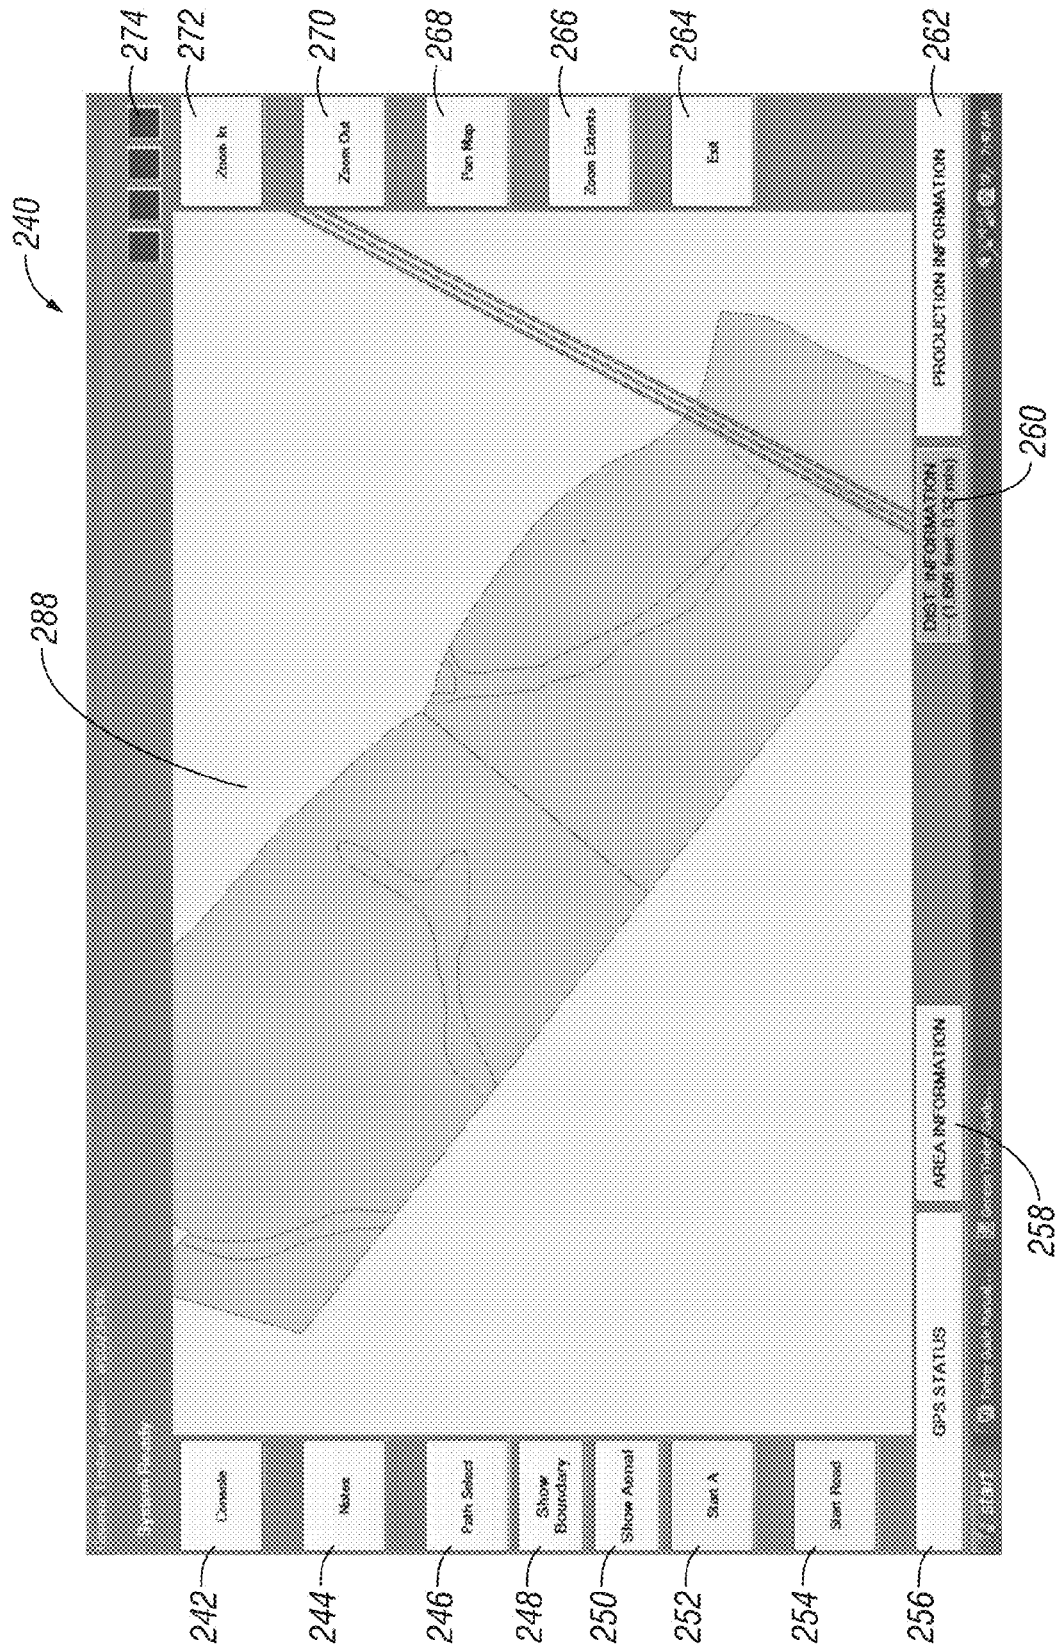 240
274
272
270
268
266
264
262
288
Zoom In
Zoom Out
Pan Map
Zoom Extents
Exit
Console
Notes
Path Select
Show
Boundary
Show Aerial
Start A
Start Road
GPS STATUS
AREA INFORMATION
DIST. INFORMATION
PRODUCTION INFORMATION
242
244
246
248
250
252
254
256
258
260